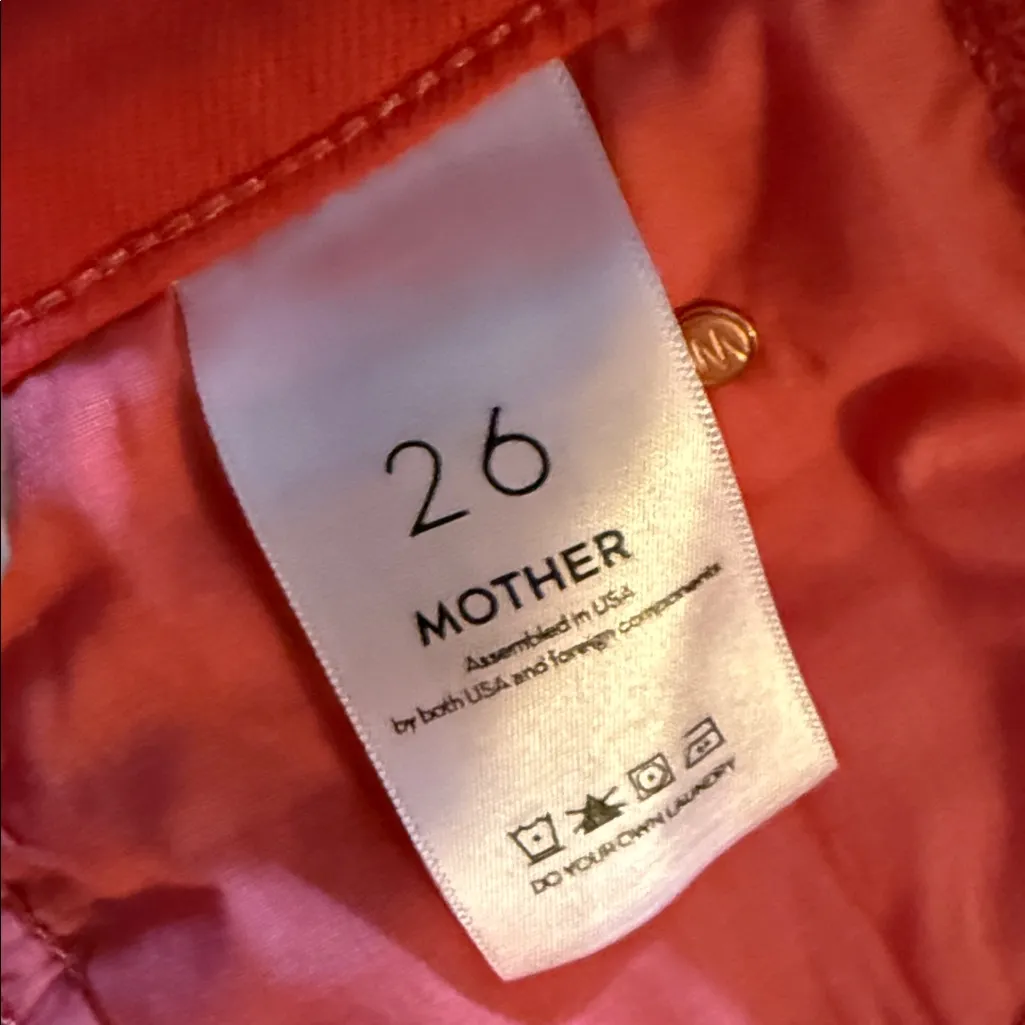 26
MOTHER
Assembled in USA
by both USA and foreign components
DO YOUR OWN LAUNDRY